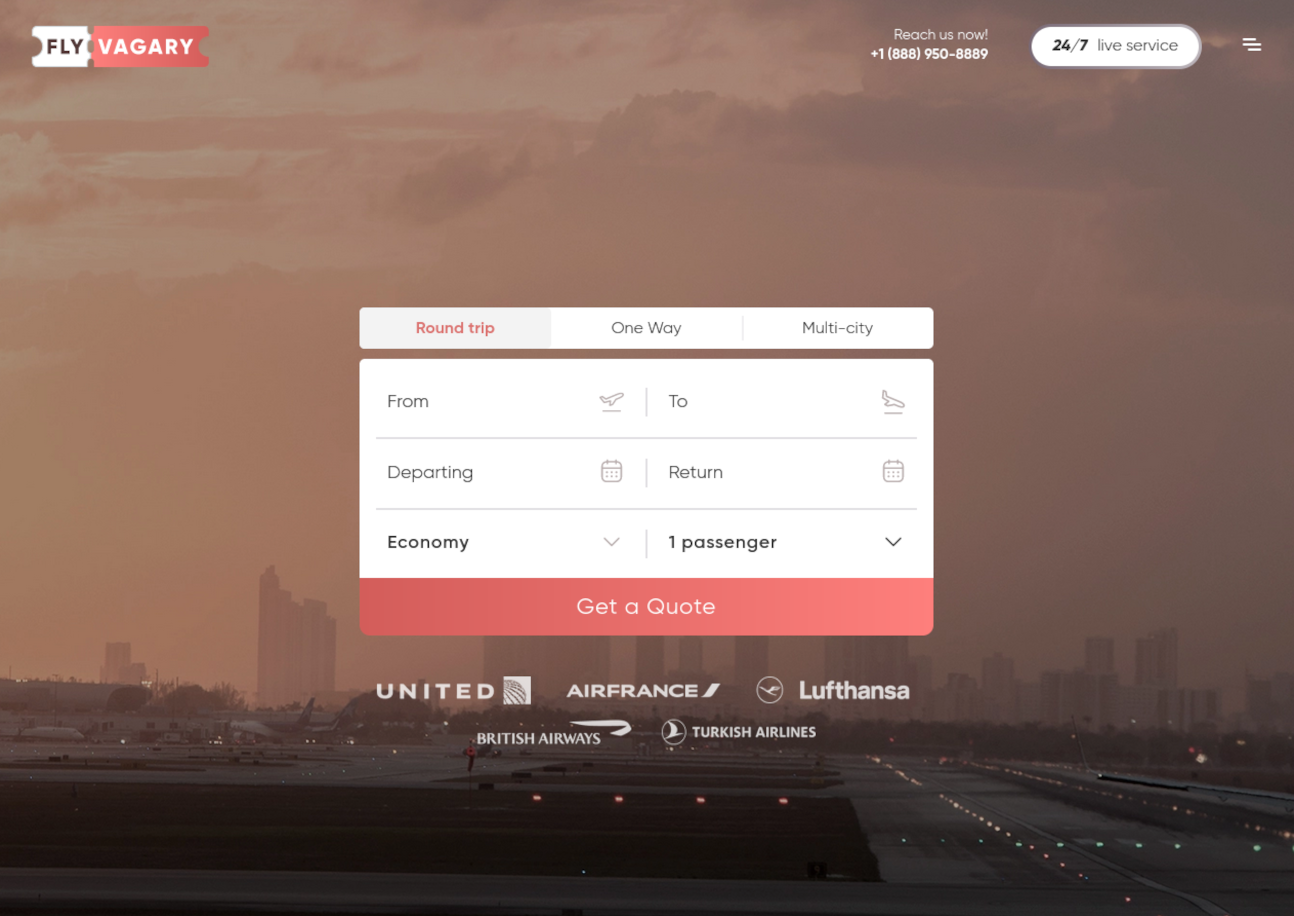 FLY VAGARY
Reach us now!
+1 (888) 950-8889
24/7 live service
Round trip
One Way
Multi-city
From
To
Departing
Return
Economy
1 passenger
Get a Quote
UNITED
AIRFRANCE
Lufthansa
BRITISH AIRWAYS
TURKISH AIRLINES